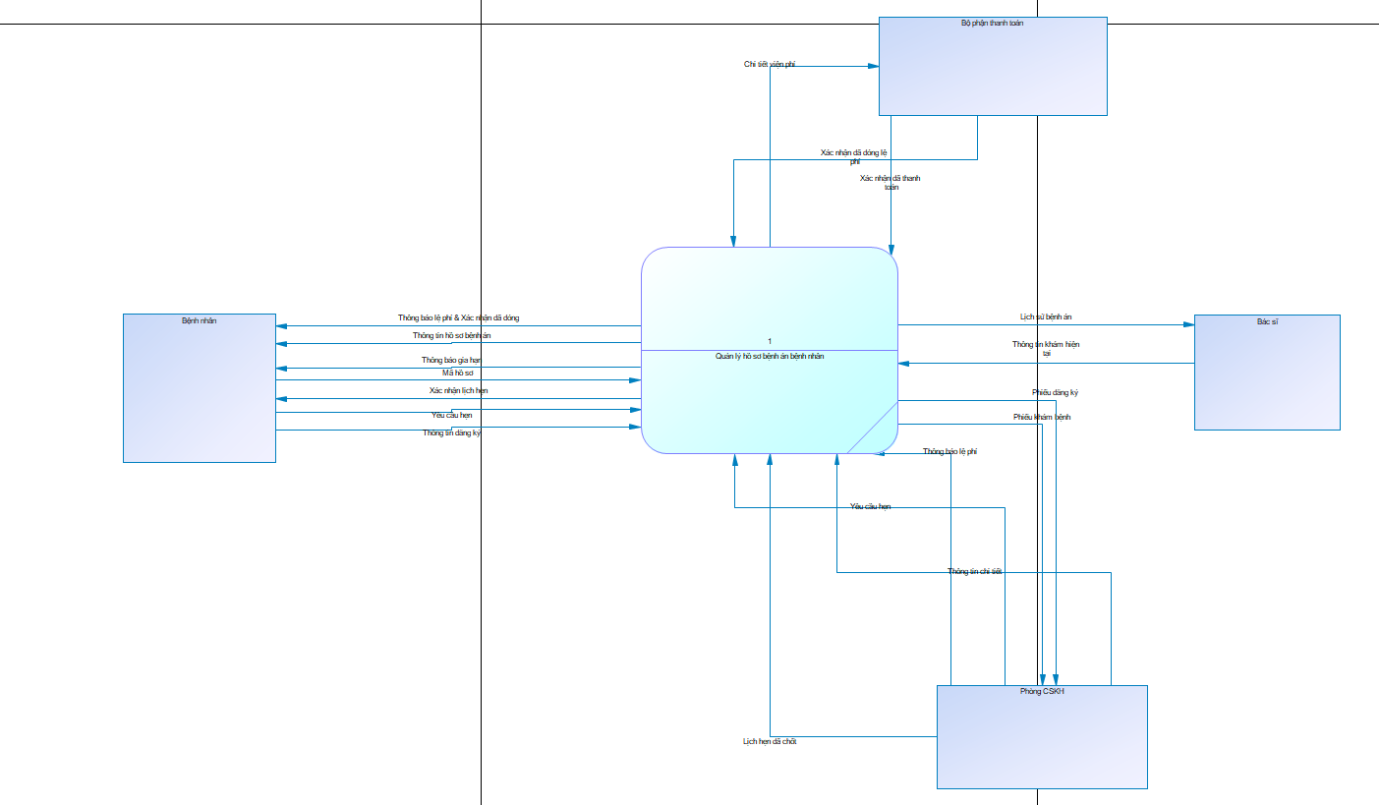 Bộ phận thanh toán
Chi tiết viện phí
Xác nhận đã đóng lệ
phí
Xác nhận đã thanh
toán
Bệnh nhân
Thông báo lệ phí & Xác nhận đã đóng
Thông tin hồ sơ bệnh án
Thông báo gia hạn
Mã hồ sơ
Xác nhận lịch hẹn
Yêu cầu hẹn
Thông tin đăng ký
1
Quản lý hồ sơ bệnh án bệnh nhân
Lịch sử bệnh án
Bác sĩ
Thông tin khám hiện
tại
Phiếu đăng ký
Phiếu khám bệnh
Thông báo lệ phí
Yêu cầu hẹn
Thông tin chi tiết
Phòng CSKH
Lịch hẹn đã chốt